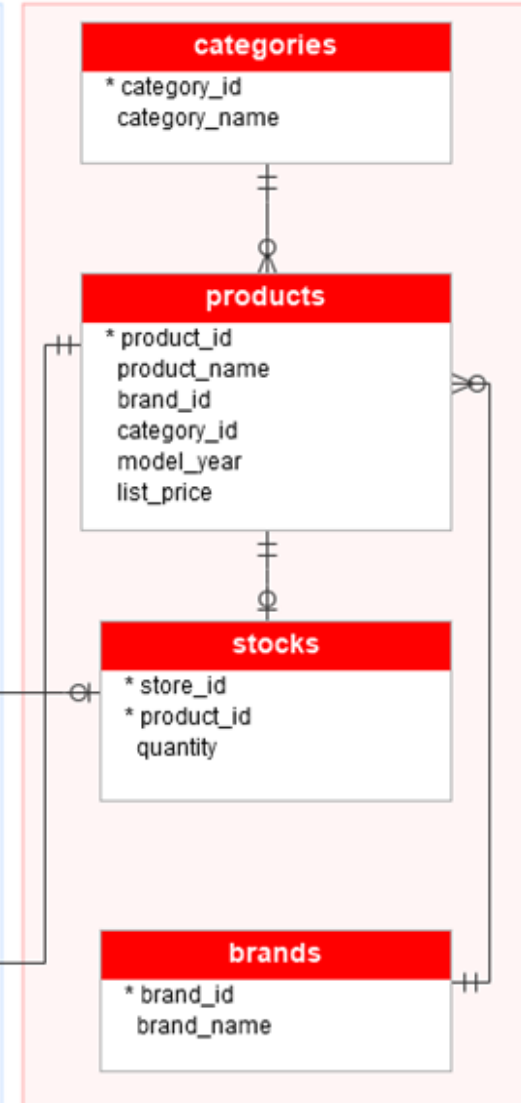 categories
* category_id
category_name
products
* product_id
product_name
brand_id
category_id
model_year
list_price
stocks
* store_id
* product_id
quantity
brands
* brand_id
brand_name